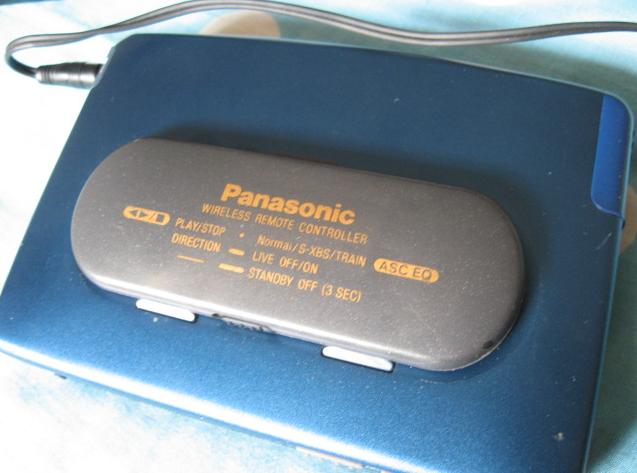 Panasonic
WIRELESS REMOTE CONTROLLER
PLAY/STOP Normal/S-XBS/TRAIN ASC EQ
DIRECTION LIVE OFF/ON
STANDBY OFF (3 SEC)